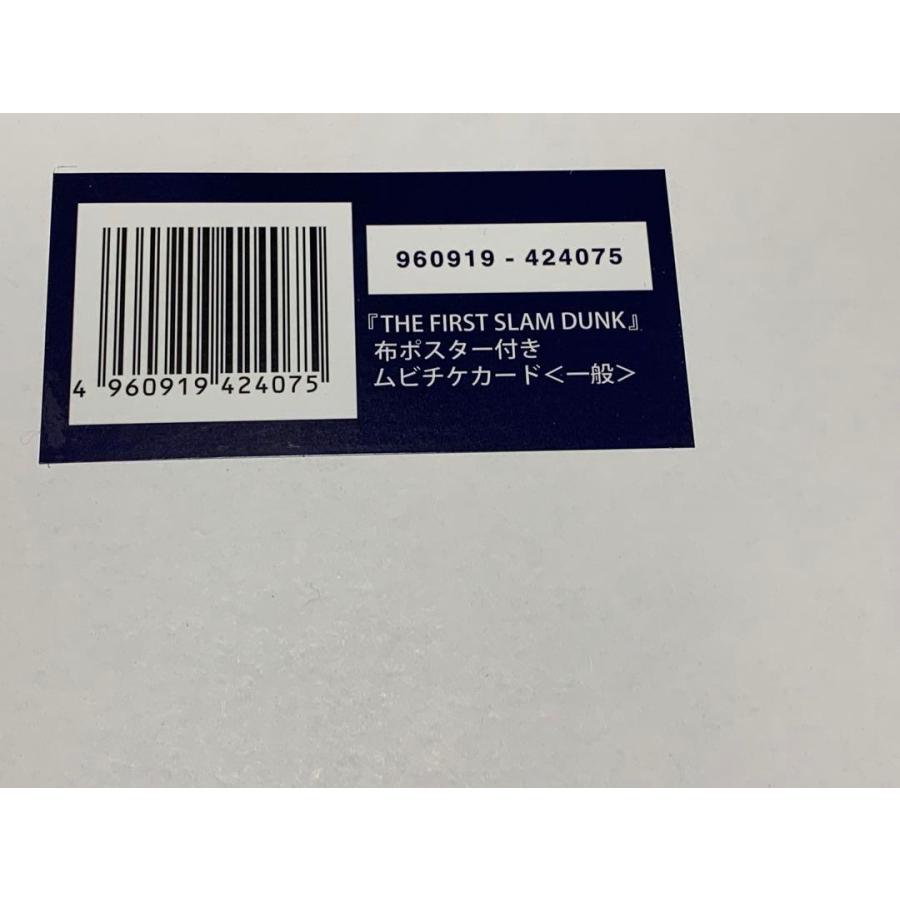 4 960919 424075
960919 - 424075
『THE FIRST SLAM DUNK』
布ポスター付き
ムビチケカード＜一般＞